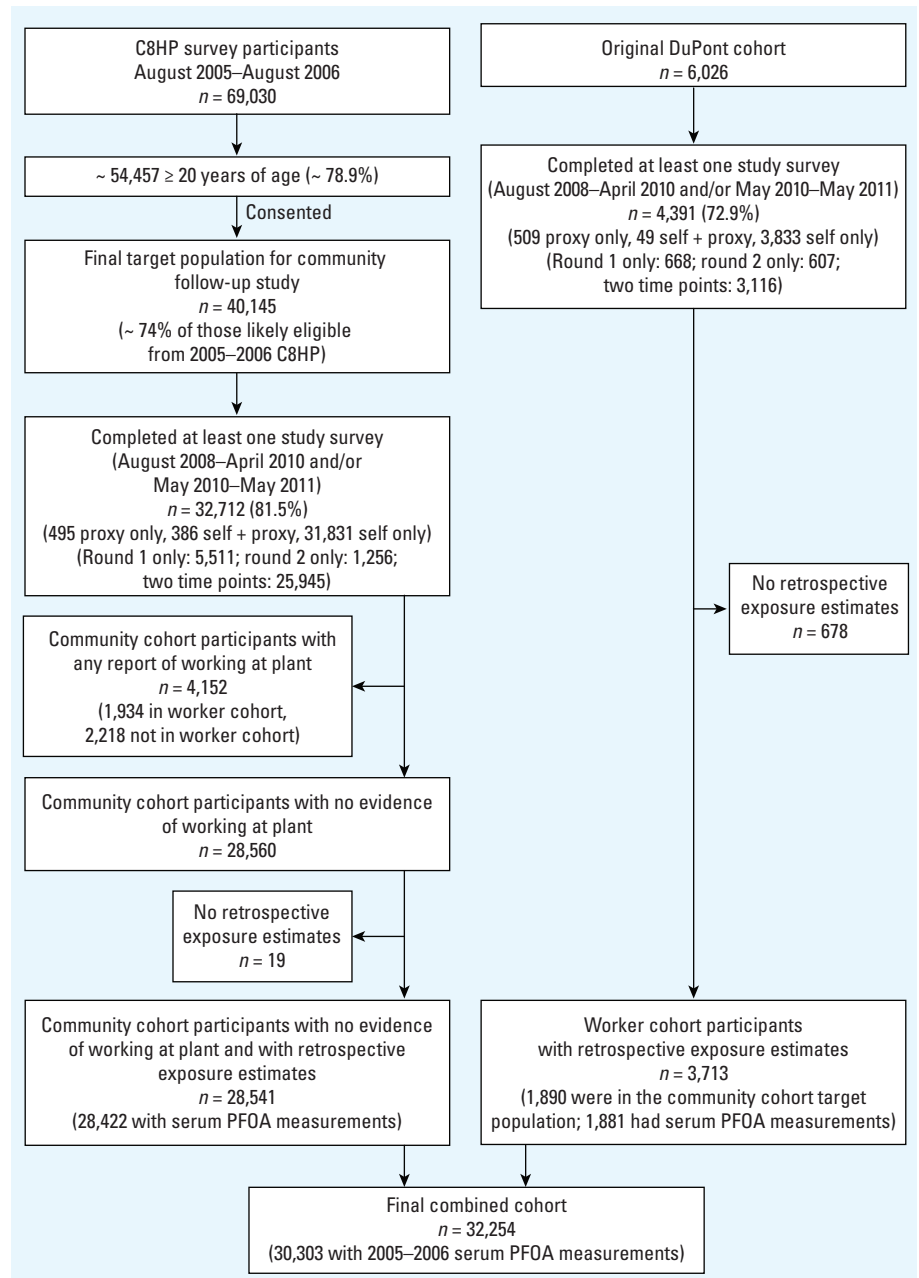 C8HP survey participants
August 2005–August 2006
n = 69,030
~ 54,457 ≥ 20 years of age (~ 78.9%)
Consented
Final target population for community
follow-up study
n = 40,145
(~ 74% of those likely eligible
from 2005–2006 C8HP)
Completed at least one study survey
(August 2008–April 2010 and/or
May 2010–May 2011)
n = 32,712 (81.5%)
(495 proxy only, 386 self + proxy, 31,831 self only)
(Round 1 only: 5,511; round 2 only: 1,256;
two time points: 25,945)
Community cohort participants with
any report of working at plant
n = 4,152
(1,934 in worker cohort,
2,218 not in worker cohort)
Community cohort participants with no evidence
of working at plant
n = 28,560
No retrospective
exposure estimates
n = 19
Community cohort participants with no evidence
of working at plant and with retrospective
exposure estimates
n = 28,541
(28,422 with serum PFOA measurements)
Original DuPont cohort
n = 6,026
Completed at least one study survey
(August 2008–April 2010 and/or May 2010–May 2011)
n = 4,391 (72.9%)
(509 proxy only, 49 self + proxy, 3,833 self only)
(Round 1 only: 668; round 2 only: 607;
two time points: 3,116)
No retrospective
exposure estimates
n = 678
Worker cohort participants
with retrospective exposure estimates
n = 3,713
(1,890 were in the community cohort target
population; 1,881 had serum PFOA measurements)
Final combined cohort
n = 32,254
(30,303 with 2005–2006 serum PFOA measurements)